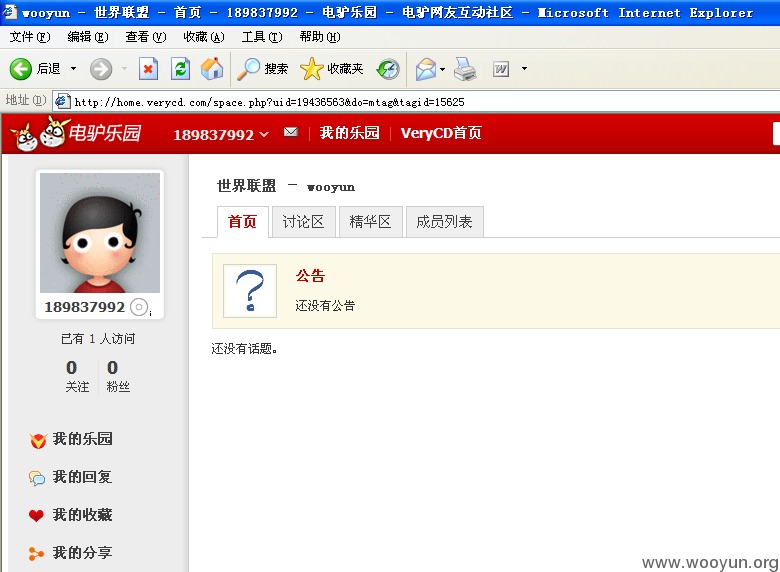 wooyun - 世界联盟 - 首页 - 189837992 - 电驴乐园 - 电驴网友互动社区 - Microsoft Internet Explorer
文件(F) 编辑(E) 查看(V) 收藏(A) 工具(T) 帮助(H)
后退 搜索 收藏夹
地址(D) http://home.verycd.com/space.php?uid=19436563&do=mtag&tagid=15625
电驴乐园 189837992 我的乐园 VeryCD首页
世界联盟 - wooyun
首页 讨论区 精华区 成员列表
公告
还没有公告
还没有话题。
189837992
已有 1 人访问
0 0
关注 粉丝
我的乐园
我的回复
我的收藏
我的分享
www.wooyun.org